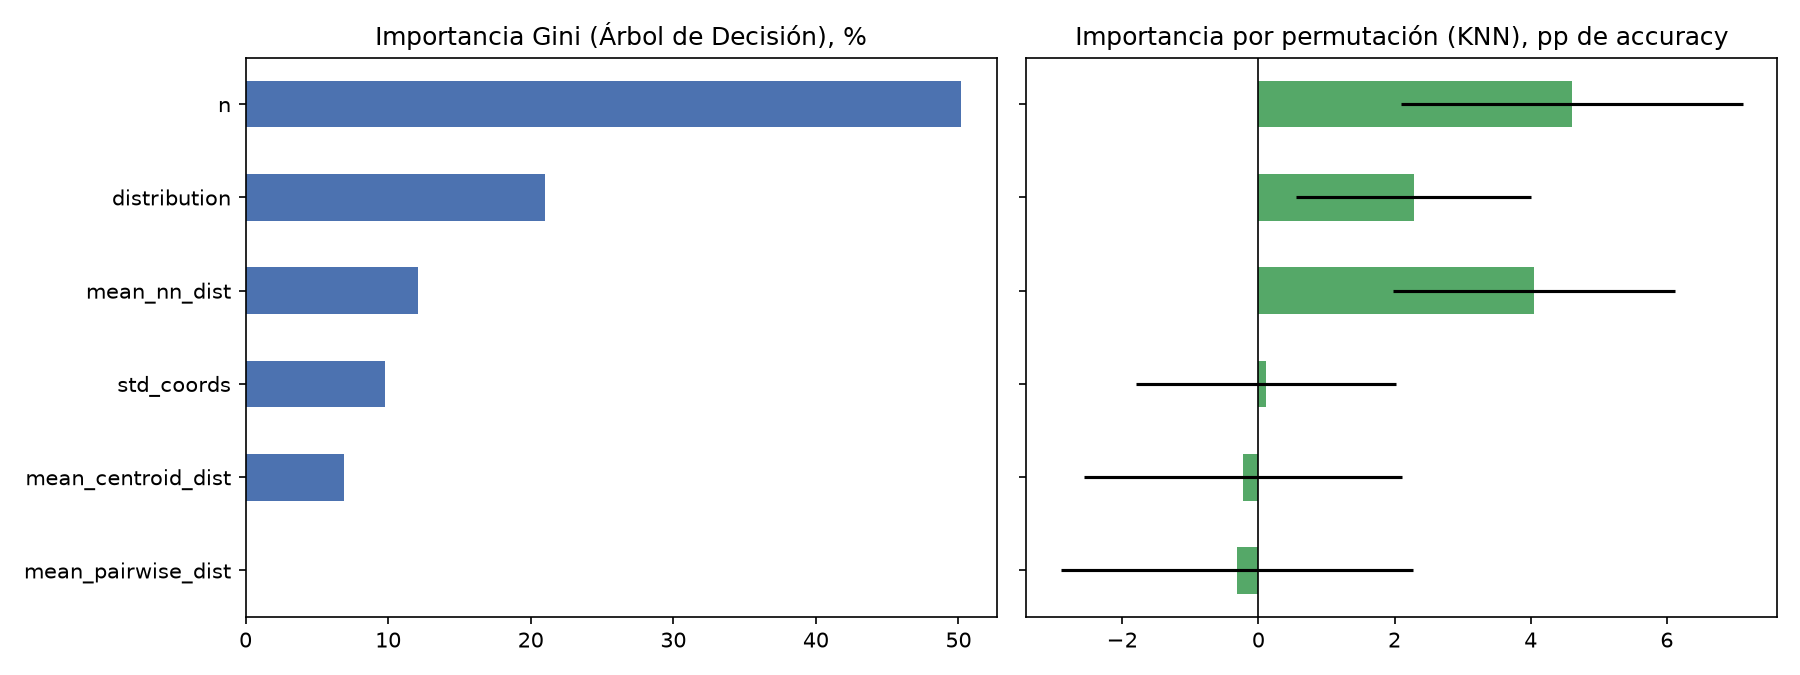 Importancia Gini (Árbol de Decisión), %
n
distribution
mean_nn_dist
std_coords
mean_centroid_dist
mean_pairwise_dist
0 10 20 30 40 50
Importancia por permutación (KNN), pp de accuracy
−2 0 2 4 6